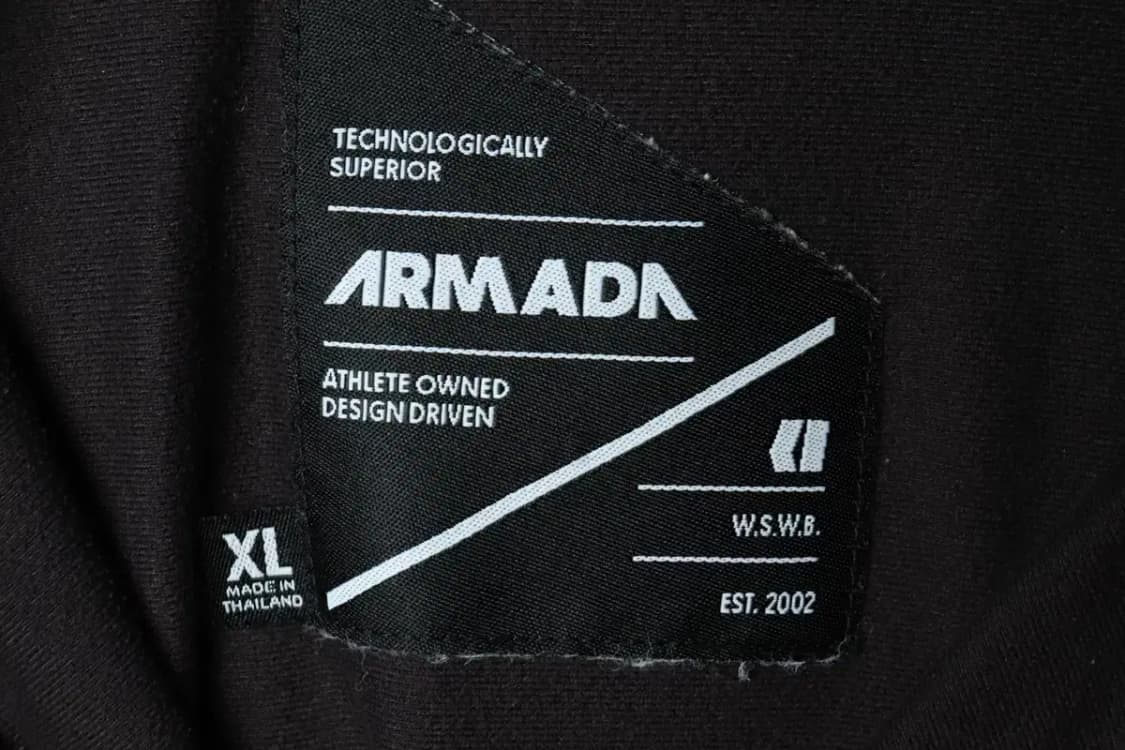 TECHNOLOGICALLY
SUPERIOR
ARMADA
ATHLETE OWNED
DESIGN DRIVEN
W.S.W.B.
EST. 2002
XL
MADE IN
THAILAND